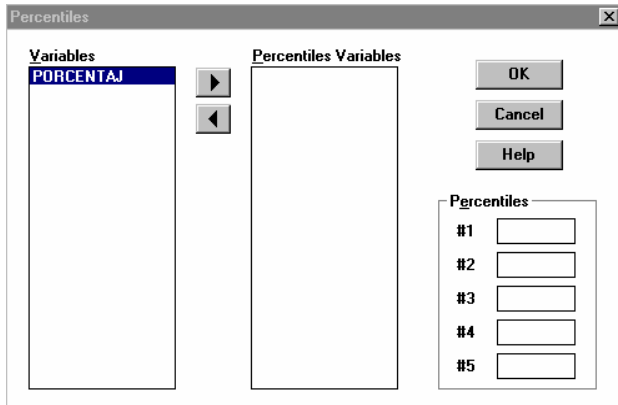 Percentiles
Variables
PORCENTAJ
Percentiles Variables
OK
Cancel
Help
Percentiles
#1
#2
#3
#4
#5